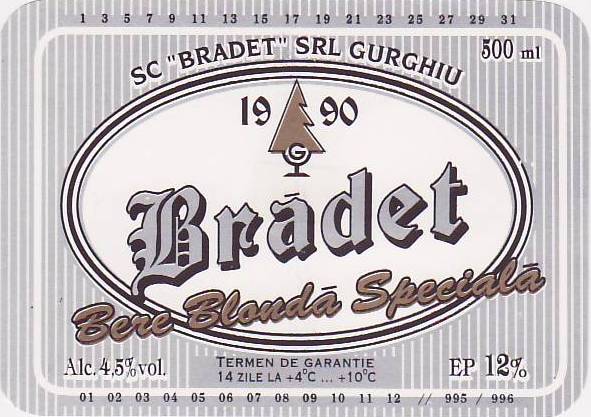 1 3 5 7 9 11 13 15 17 19 21 23 25 27 29 31
SC "BRADET" SRL GURGHIU
500 ml
19 90
G
Brădet
Bere Blondă Specială
Alc. 4,5% vol.
TERMEN DE GARANTIE
14 ZILE LA +4°C ... +10°C
EP 12%
01 02 03 04 05 06 07 08 09 10 11 12 // 995 / 996